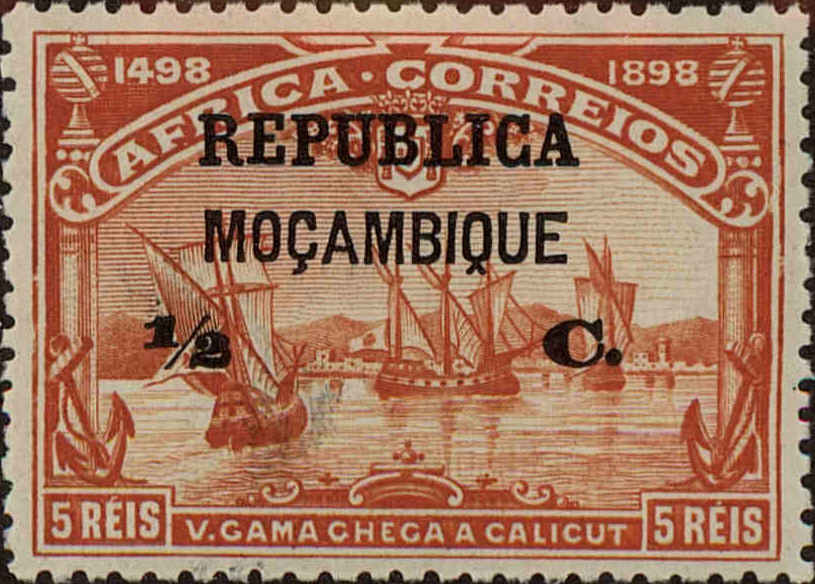 1498 1898
AFRICA · CORREIOS
REPUBLICA
MOÇAMBIQUE
1/2 C.
5 RÉIS V. GAMA CHEGA A CALICUT 5 RÉIS